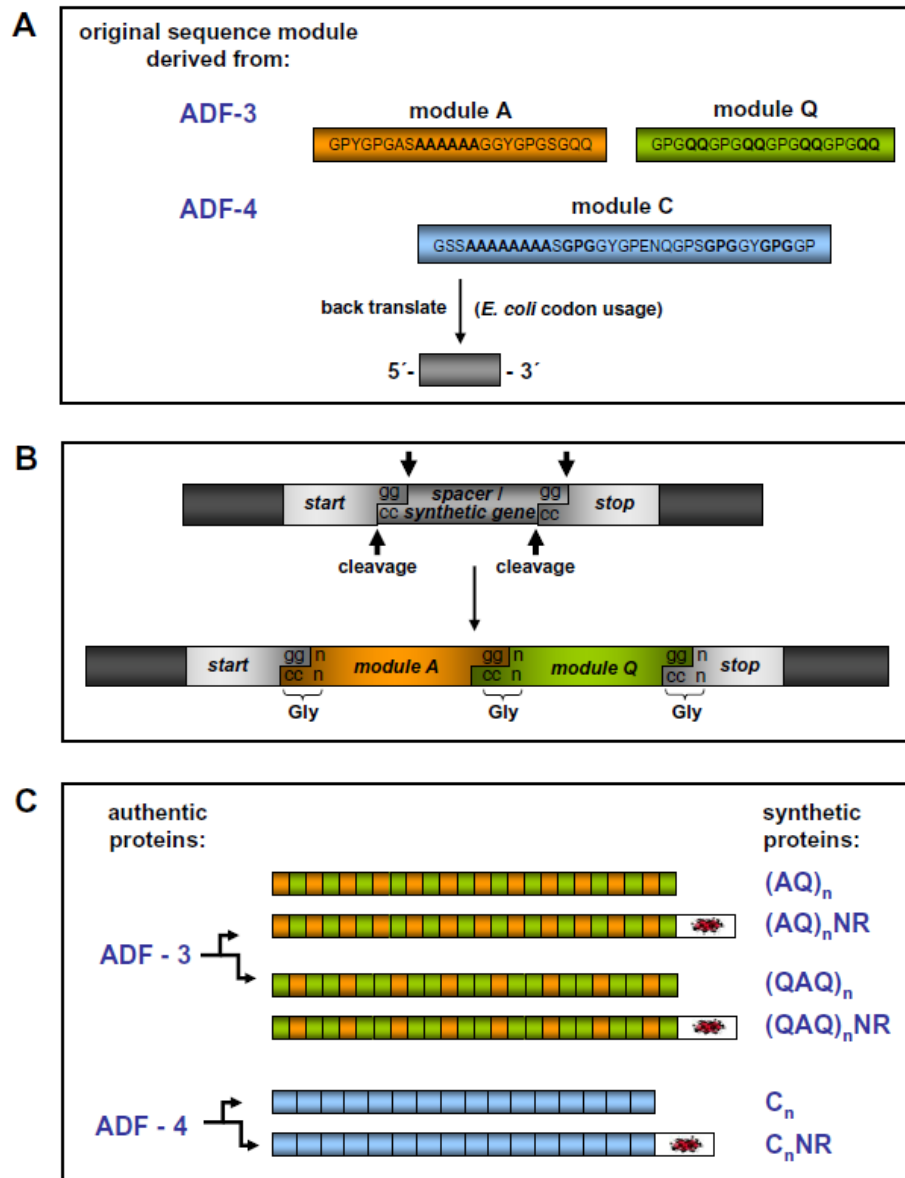 A
original sequence module
derived from:
ADF-3
module A
module Q
GPYGPGASAAAAAAGGYGPGSGQQ
GPGQQGPGQQGPGQQGPGQQ
ADF-4
module C
GSSAAAAAAAASGPGGYGPENQGPSGPGGYGPGGP
back translate
(E. coli codon usage)
5´-
- 3´
B
start
gg
cc
spacer /
synthetic gene
gg
cc
stop
cleavage
cleavage
start
gg n
cc n
module A
gg n
cc n
module Q
gg n
cc n
stop
Gly
Gly
Gly
C
authentic
proteins:
synthetic
proteins:
(AQ)n
(AQ)nNR
ADF - 3
(QAQ)n
(QAQ)nNR
ADF - 4
Cn
CnNR